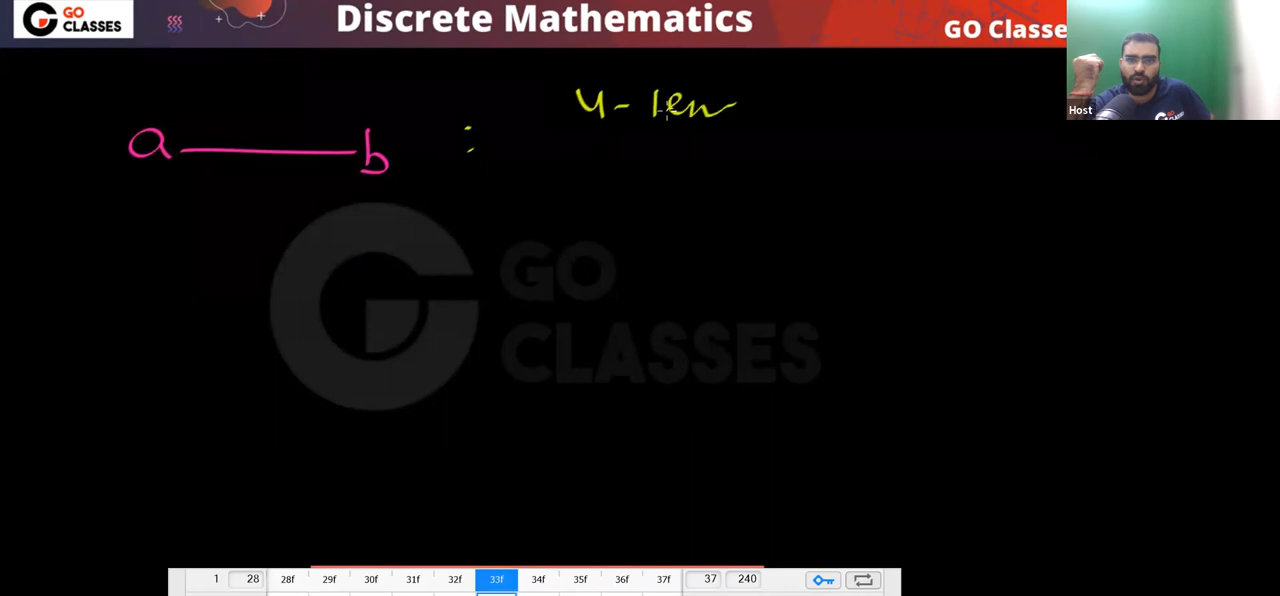 GO
CLASSES
Discrete Mathematics
GO Classe
Host
4-len
a b :
GO
CLASSES
1 28 28f 29f 30f 31f 32f 33f 34f 35f 36f 37f 37 240